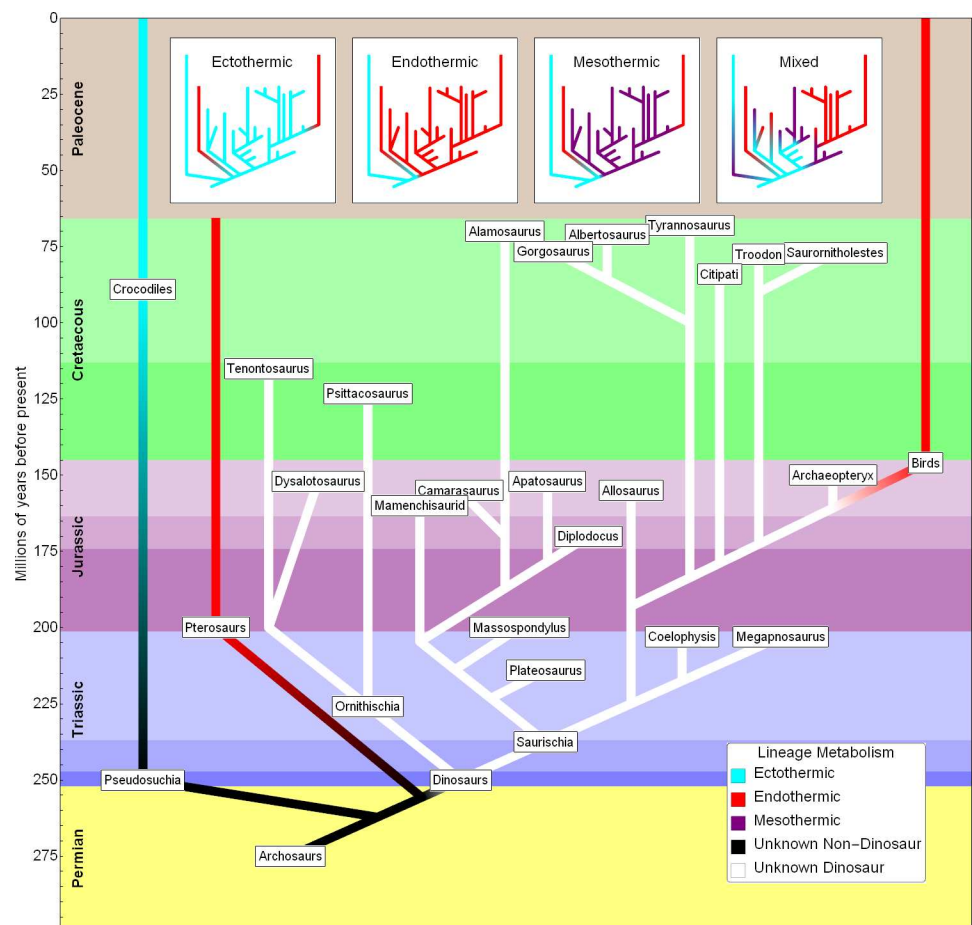 0
25
50
75
100
125
150
175
200
225
250
275
Millions of years before present
Paleocene
Cretaecous
Jurassic
Triassic
Permian
Ectothermic
Endothermic
Mesothermic
Mixed
Alamosaurus
Tyrannosaurus
Albertosaurus
Gorgosaurus
Troodon
Saurornitholestes
Citipati
Crocodiles
Tenontosaurus
Psittacosaurus
Birds
Archaeopteryx
Dysalotosaurus
Camarasaurus
Apatosaurus
Allosaurus
Mamenchisaurid
Diplodocus
Pterosaurs
Massospondylus
Coelophysis
Megapnosaurus
Plateosaurus
Ornithischia
Saurischia
Pseudosuchia
Dinosaurs
Archosaurs
Lineage Metabolism
Ectothermic
Endothermic
Mesothermic
Unknown Non−Dinosaur
Unknown Dinosaur